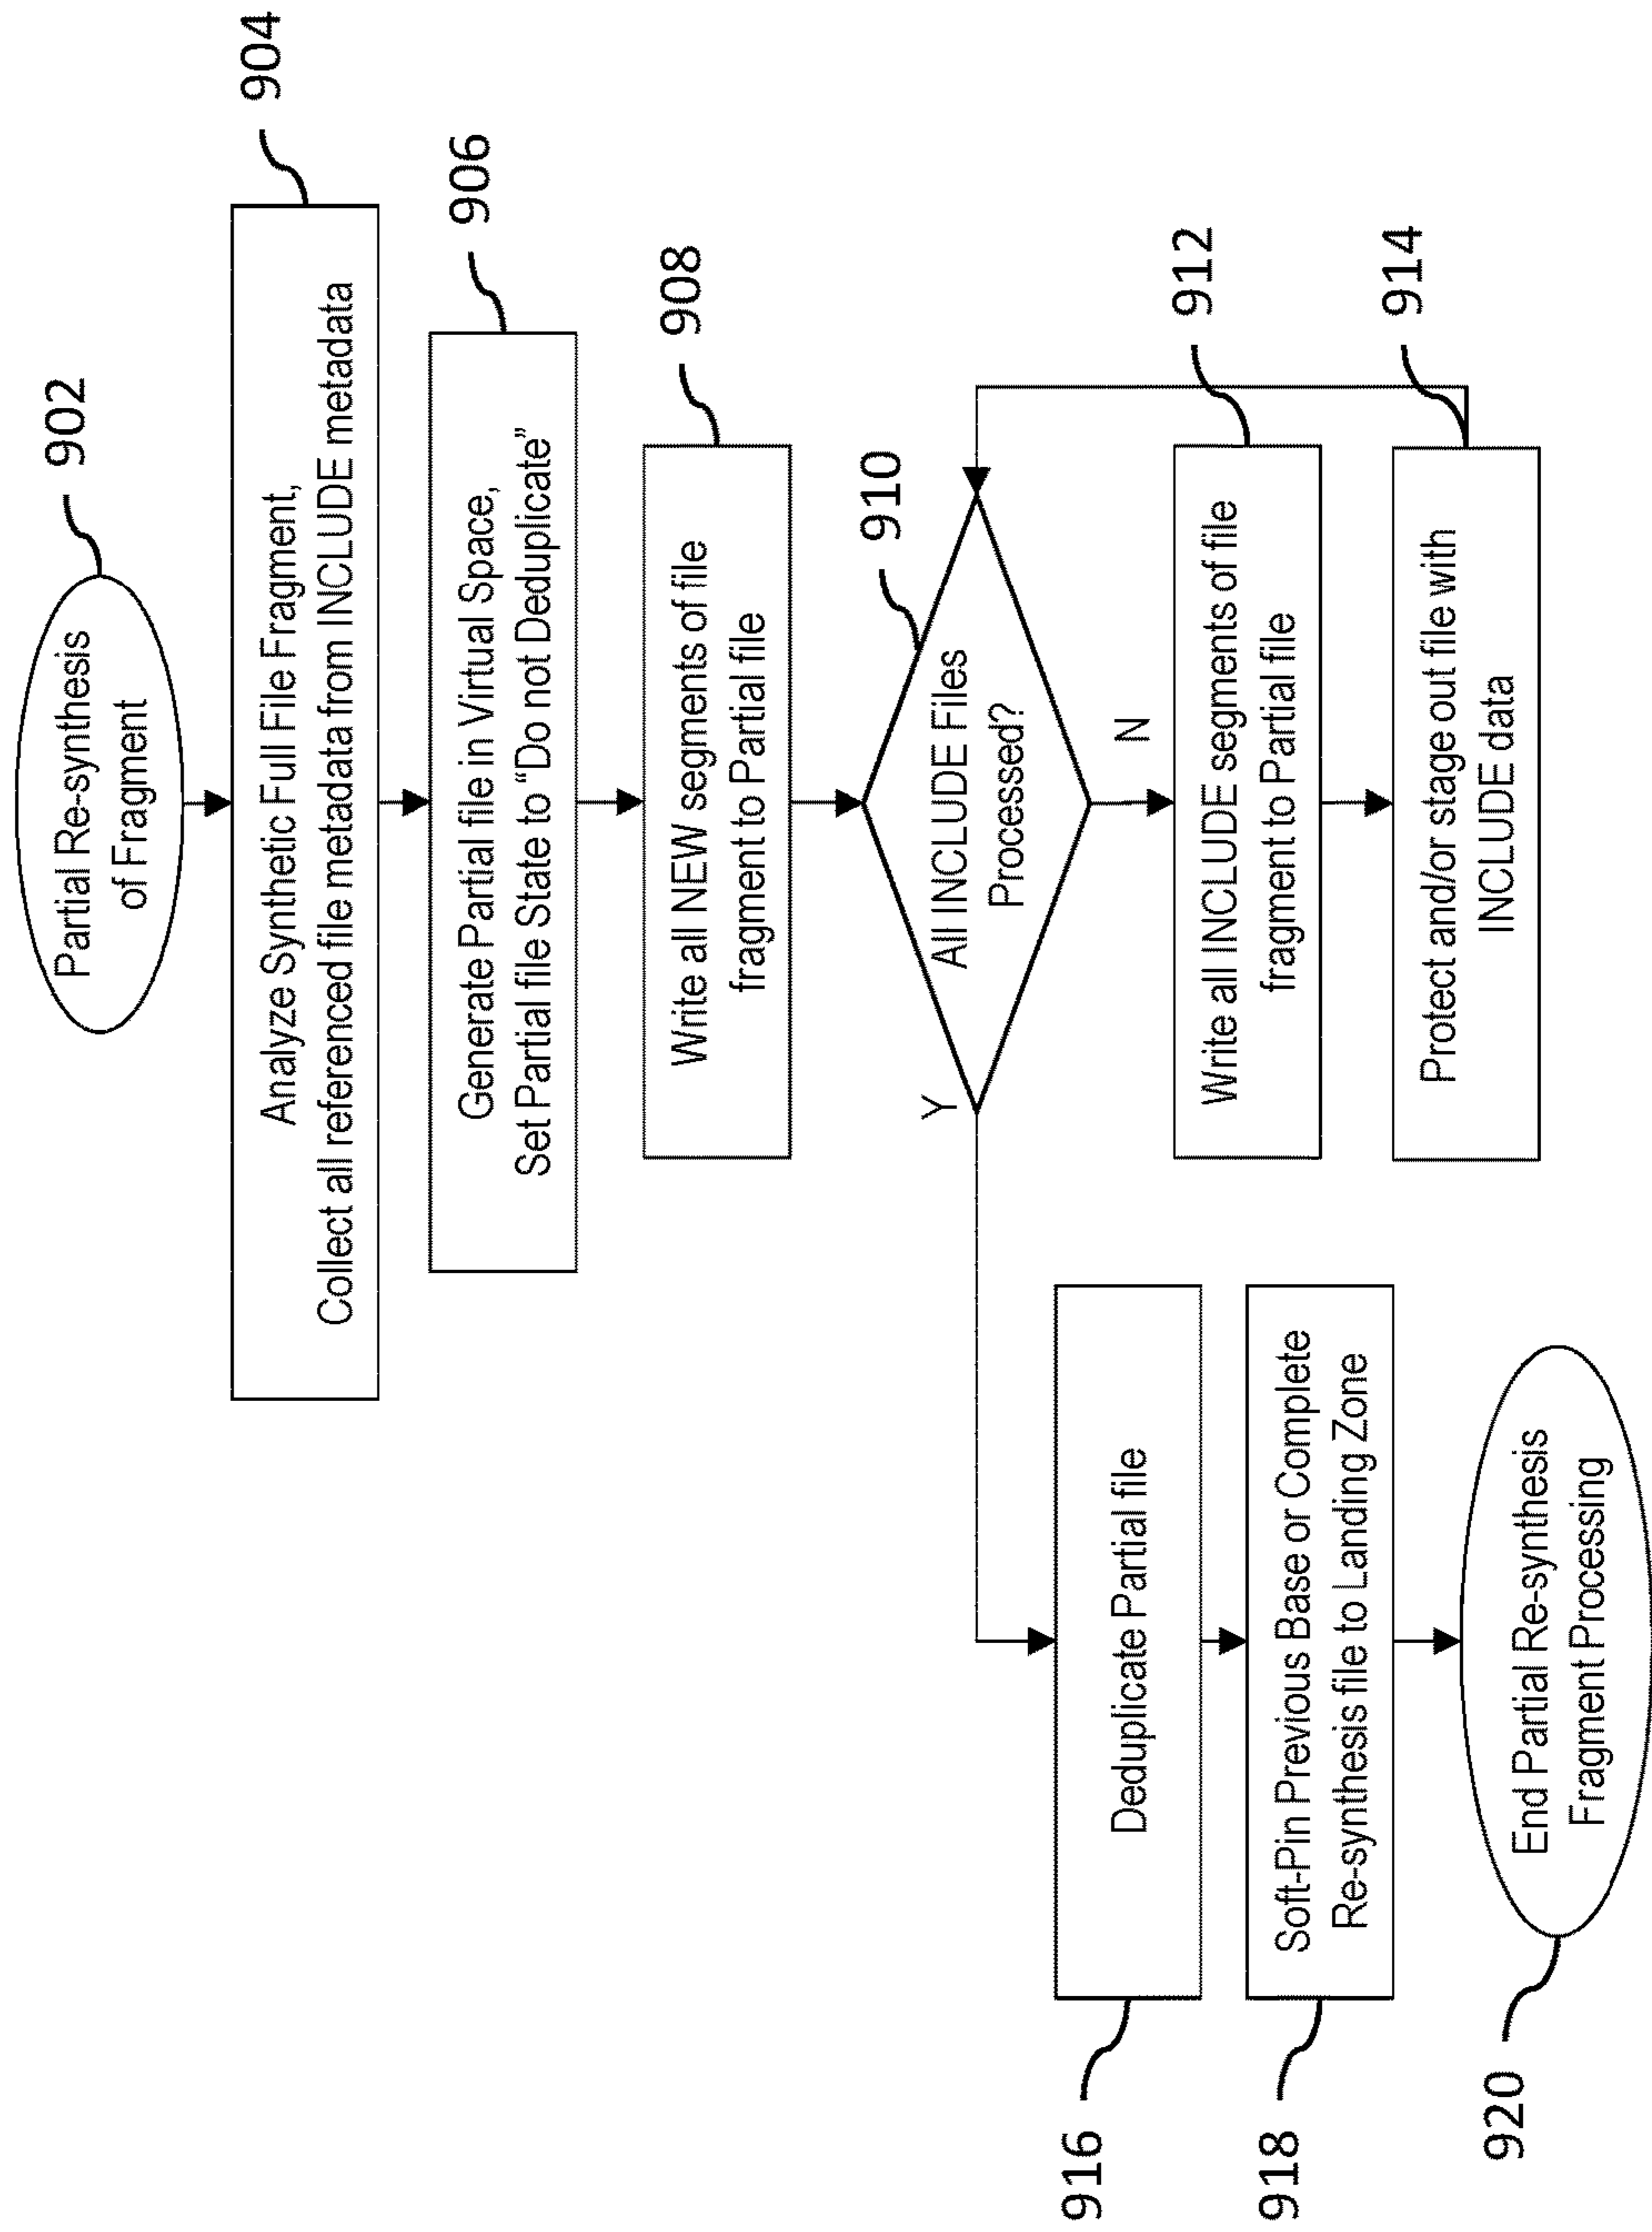 Partial Re-synthesis
of Fragment
902
Analyze Synthetic Full File Fragment,
Collect all referenced file metadata from INCLUDE metadata
904
Generate Partial file in Virtual Space,
Set Partial file State to “Do not Deduplicate”
906
Write all NEW segments of file
fragment to Partial file
908
All INCLUDE Files
Processed?
910
Y
N
Write all INCLUDE segments of file
fragment to Partial file
912
Protect and/or stage out file with
INCLUDE data
914
Deduplicate Partial file
916
Soft-Pin Previous Base or Complete
Re-synthesis file to Landing Zone
918
End Partial Re-synthesis
Fragment Processing
920